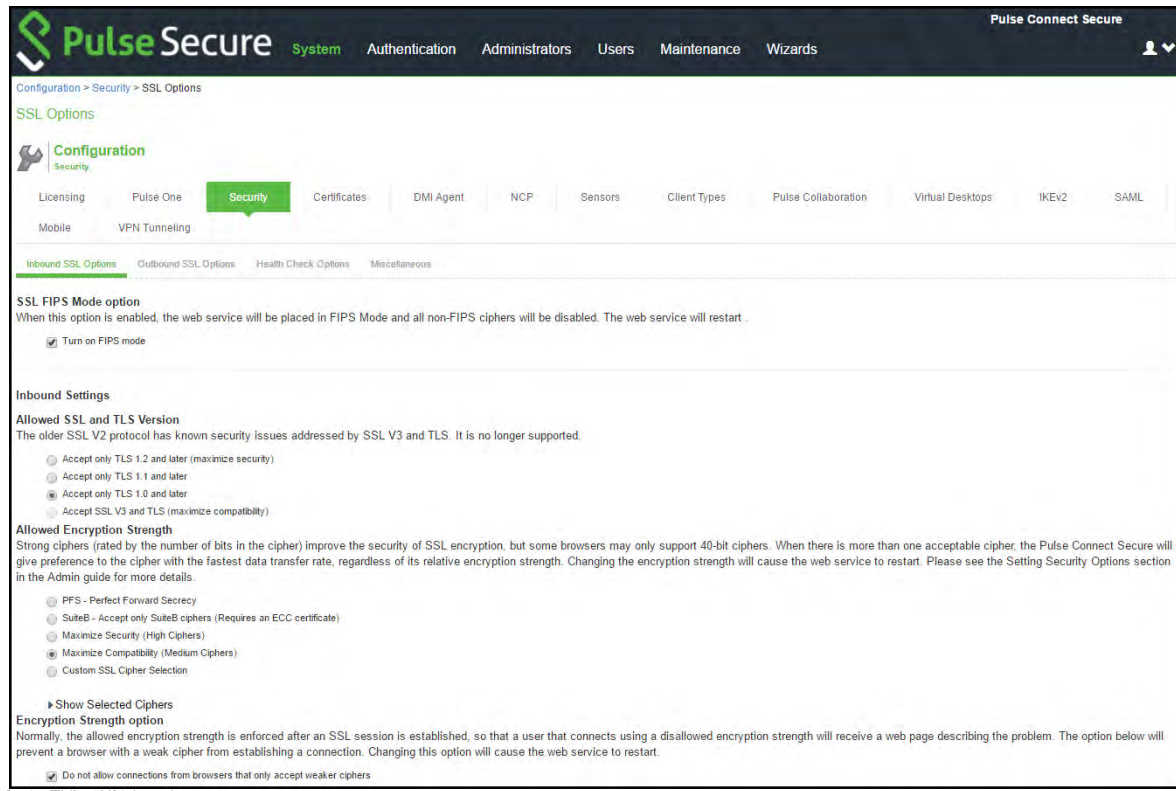 Pulse Connect Secure
Pulse Secure System Authentication Administrators Users Maintenance Wizards
Configuration > Security > SSL Options
SSL Options
Configuration
Security
Licensing Pulse One Security Certificates DMI Agent NCP Sensors Client Types Pulse Collaboration Virtual Desktops IKEv2 SAML
Mobile VPN Tunneling
Inbound SSL Options Outbound SSL Options Health Check Options Miscellaneous
SSL FIPS Mode option
When this option is enabled, the web service will be placed in FIPS Mode and all non-FIPS ciphers will be disabled. The web service will restart .
Turn on FIPS mode
Inbound Settings
Allowed SSL and TLS Version
The older SSL V2 protocol has known security issues addressed by SSL V3 and TLS. It is no longer supported.
Accept only TLS 1.2 and later (maximize security)
Accept only TLS 1.1 and later
Accept only TLS 1.0 and later
Accept SSL V3 and TLS (maximize compatibility)
Allowed Encryption Strength
Strong ciphers (rated by the number of bits in the cipher) improve the security of SSL encryption, but some browsers may only support 40-bit ciphers. When there is more than one acceptable cipher, the Pulse Connect Secure will
give preference to the cipher with the fastest data transfer rate, regardless of its relative encryption strength. Changing the encryption strength will cause the web service to restart. Please see the Setting Security Options section
in the Admin guide for more details.
PFS - Perfect Forward Secrecy
SuiteB - Accept only SuiteB ciphers (Requires an ECC certificate)
Maximize Security (High Ciphers)
Maximize Compatibility (Medium Ciphers)
Custom SSL Cipher Selection
Show Selected Ciphers
Encryption Strength option
Normally, the allowed encryption strength is enforced after an SSL session is established, so that a user that connects using a disallowed encryption strength will receive a web page describing the problem. The option below will
prevent a browser with a weak cipher from establishing a connection. Changing this option will cause the web service to restart.
Do not allow connections from browsers that only accept weaker ciphers